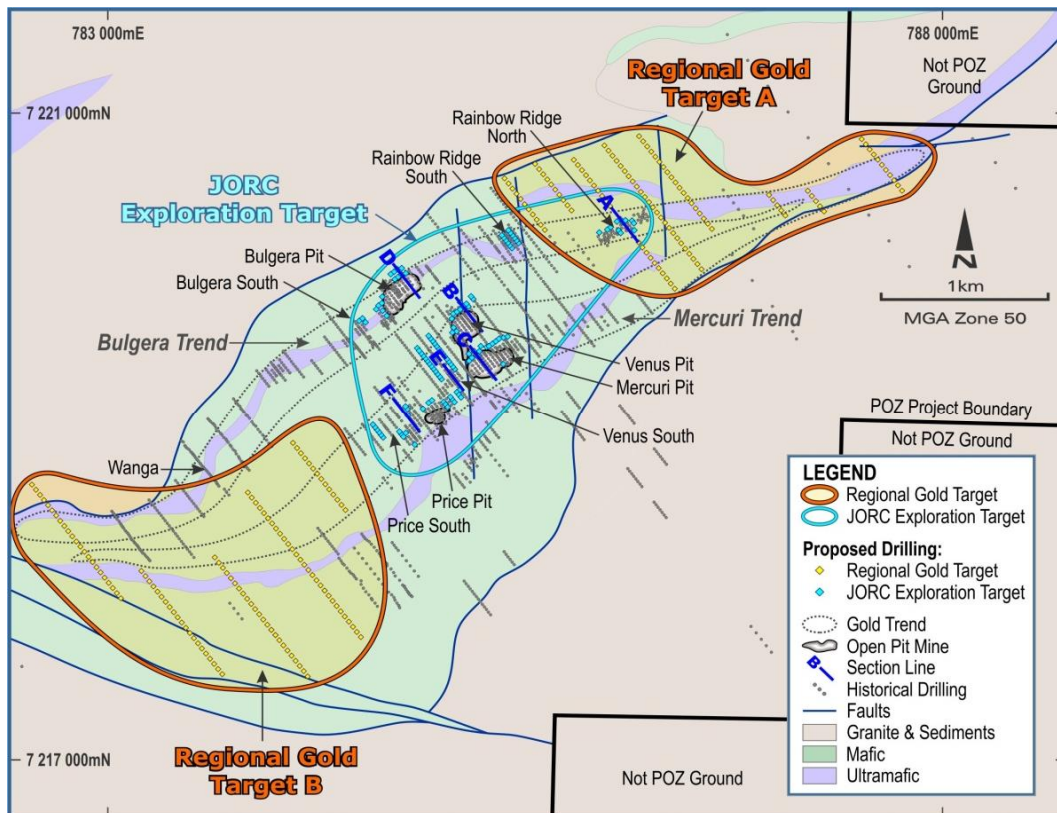 783 000mE
788 000mE
Not POZ
Ground
Regional Gold
Target A
7 221 000mN
Rainbow Ridge
North
Rainbow Ridge
South
JORC
Exploration Target
A
Bulgera Pit
D
Bulgera South
B
N
1km
MGA Zone 50
Bulgera Trend
Mercuri Trend
C
Venus Pit
E
Mercuri Pit
F
Venus South
POZ Project Boundary
Not POZ Ground
Wanga
Price Pit
Price South
LEGEND
Regional Gold Target
JORC Exploration Target
Proposed Drilling:
Regional Gold Target
JORC Exploration Target
Gold Trend
Open Pit Mine
B
Section Line
Historical Drilling
Faults
Granite & Sediments
Mafic
Ultramafic
7 217 000mN
Regional Gold
Target B
Not POZ Ground